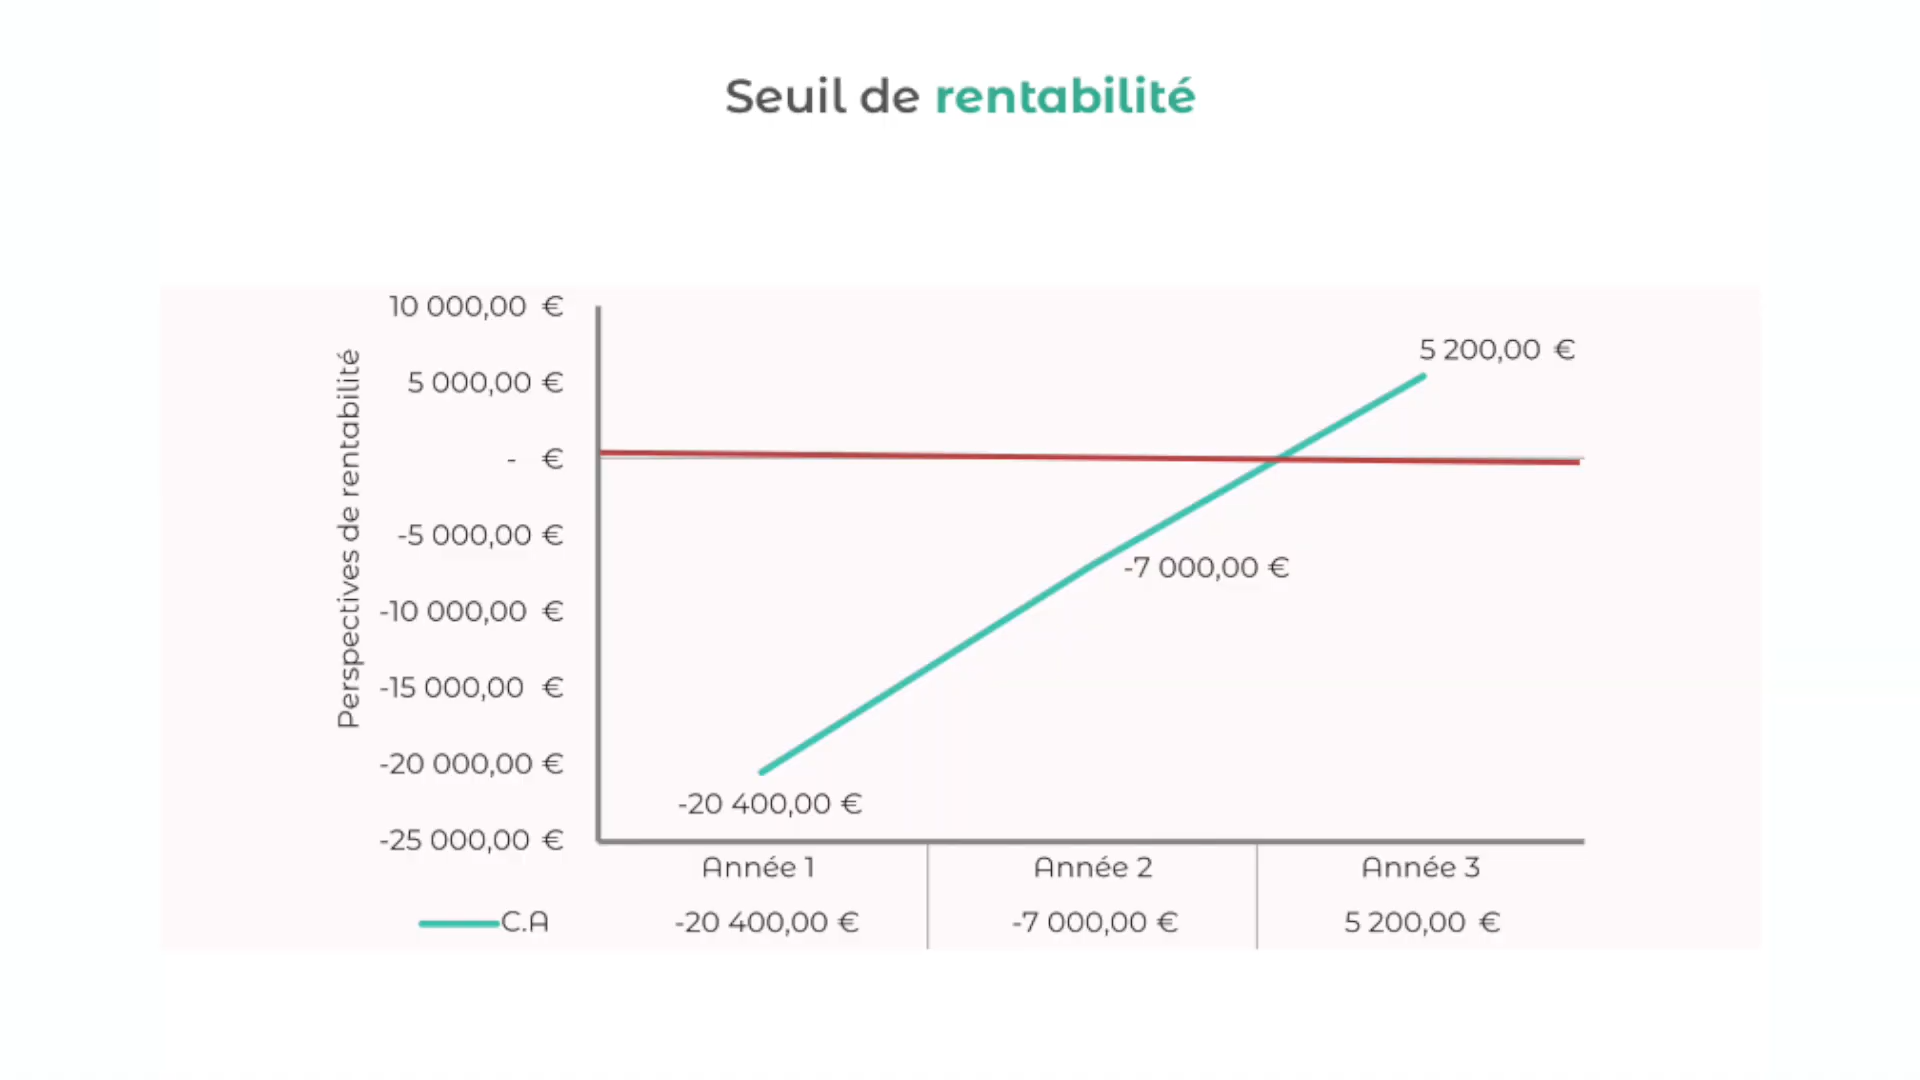 Seuil de rentabilité
Perspectives de rentabilité
10 000,00 €
5 000,00 €
- €
-5 000,00 €
-10 000,00 €
-15 000,00 €
-20 000,00 €
-25 000,00 €
5 200,00 €
-7 000,00 €
-20 400,00 €
Année 1 Année 2 Année 3
C.A -20 400,00 € -7 000,00 € 5 200,00 €